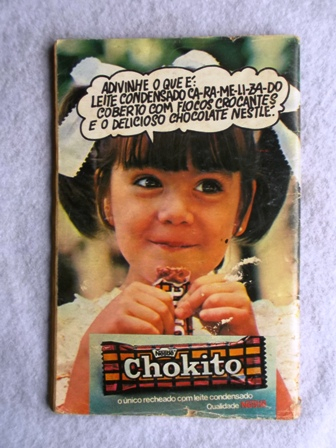 ADIVINHE O QUE É:
LEITE CONDENSADO CA-RA-ME-LI-ZA-DO
COBERTO COM FLOCOS CROCANTES
E O DELICIOSO CHOCOLATE NESTLÉ.
Nestlé
Chokito
o único recheado com leite condensado
Qualidade